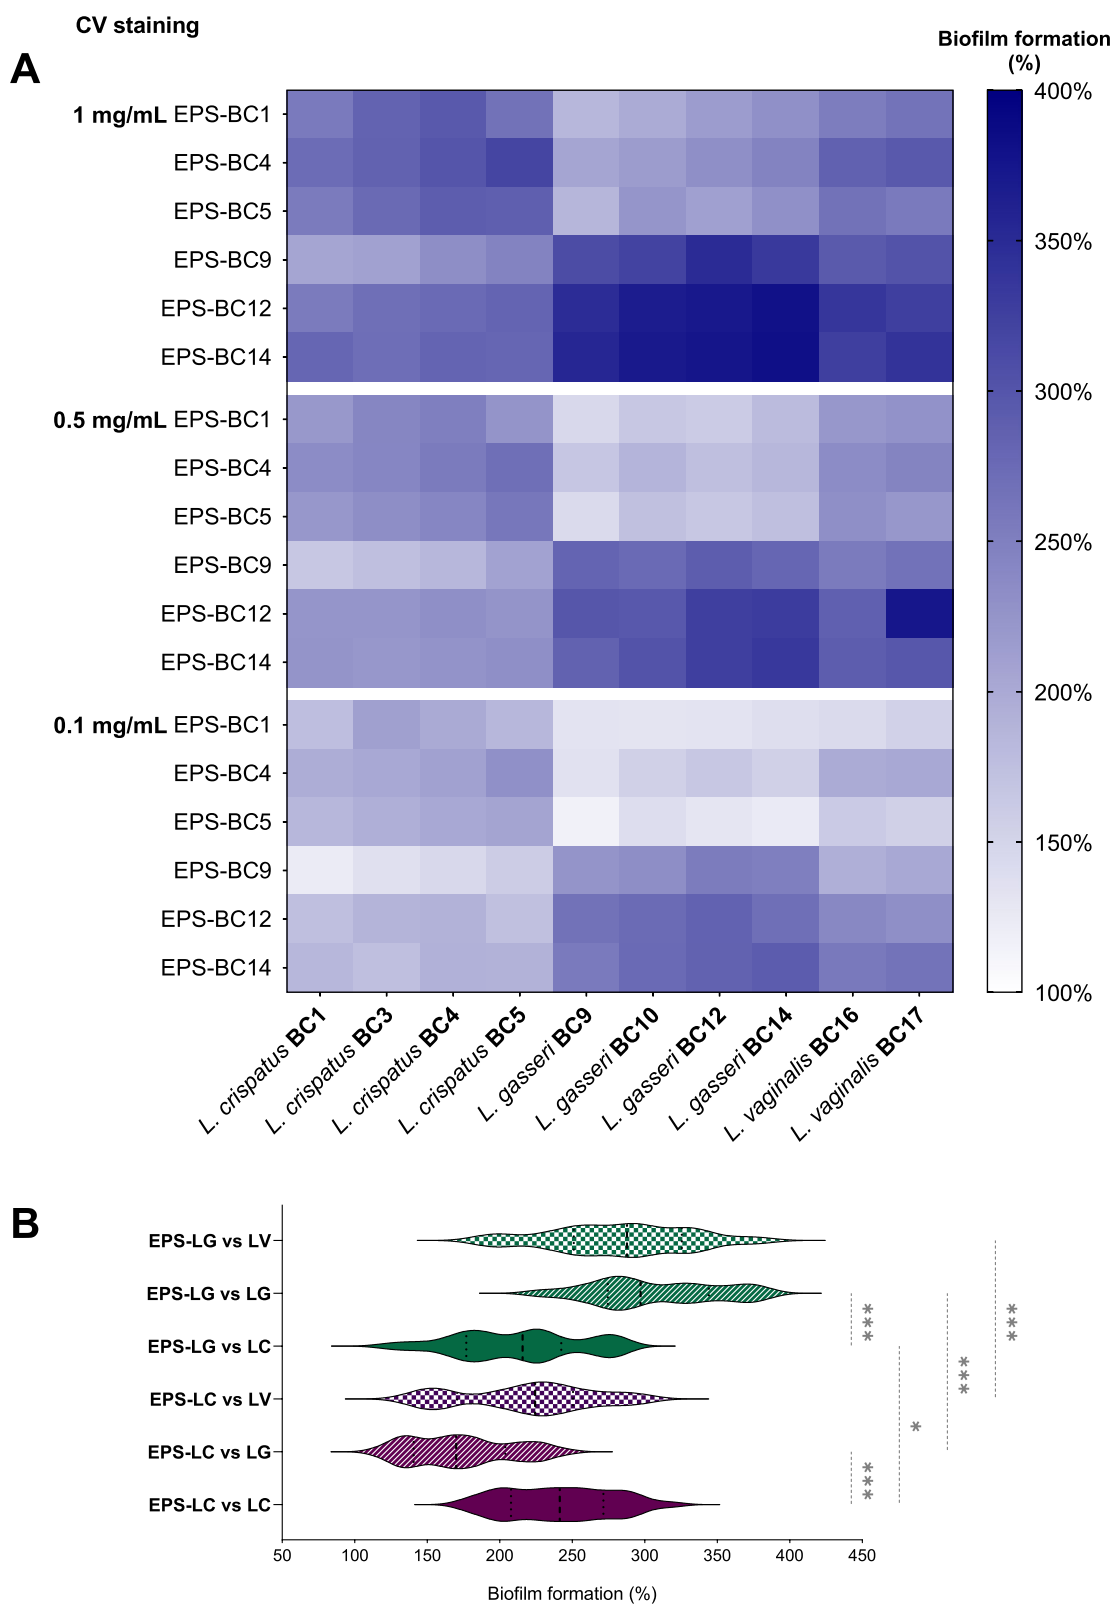 CV staining
A
Biofilm formation
(%)
1 mg/mL EPS-BC1
EPS-BC4
EPS-BC5
EPS-BC9
EPS-BC12
EPS-BC14
0.5 mg/mL EPS-BC1
EPS-BC4
EPS-BC5
EPS-BC9
EPS-BC12
EPS-BC14
0.1 mg/mL EPS-BC1
EPS-BC4
EPS-BC5
EPS-BC9
EPS-BC12
EPS-BC14
400%
350%
300%
250%
200%
150%
100%
L. crispatus BC1
L. crispatus BC3
L. crispatus BC4
L. crispatus BC5
L. gasseri BC9
L. gasseri BC10
L. gasseri BC12
L. gasseri BC14
L. vaginalis BC16
L. vaginalis BC17
B
EPS-LG vs LV
EPS-LG vs LG
EPS-LG vs LC
EPS-LC vs LV
EPS-LC vs LG
EPS-LC vs LC
***
***
***
*
***
50 100 150 200 250 300 350 400 450
Biofilm formation (%)